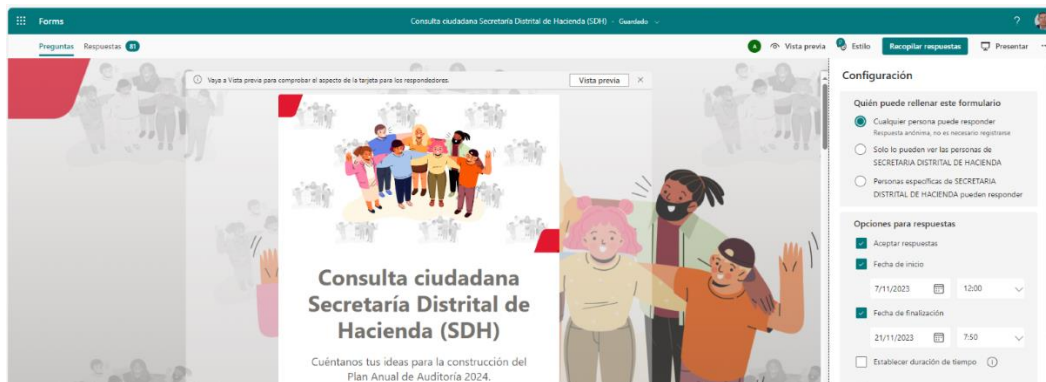 Forms
Consulta ciudadana Secretaría Distrital de Hacienda (SDH) - Guardado
?
Preguntas Respuestas 81
A Vista previa Estilo Recopilar respuestas Presentar ...
Vaya a Vista previa para comprobar el aspecto de la tarjeta para los respondedores. Vista previa
Consulta ciudadana
Secretaría Distrital de
Hacienda (SDH)
Cuéntanos tus ideas para la construcción del
Plan Anual de Auditoría 2024.
Configuración
Quién puede rellenar este formulario
Cualquier persona puede responder
Respuesta anónima, no es necesario registrarse
Solo lo pueden ver las personas de
SECRETARIA DISTRITAL DE HACIENDA
Personas específicas de SECRETARIA
DISTRITAL DE HACIENDA pueden responder
Opciones para respuestas
Aceptar respuestas
Fecha de inicio
7/11/2023 12:00
Fecha de finalización
21/11/2023 7:50
Establecer duración de tiempo